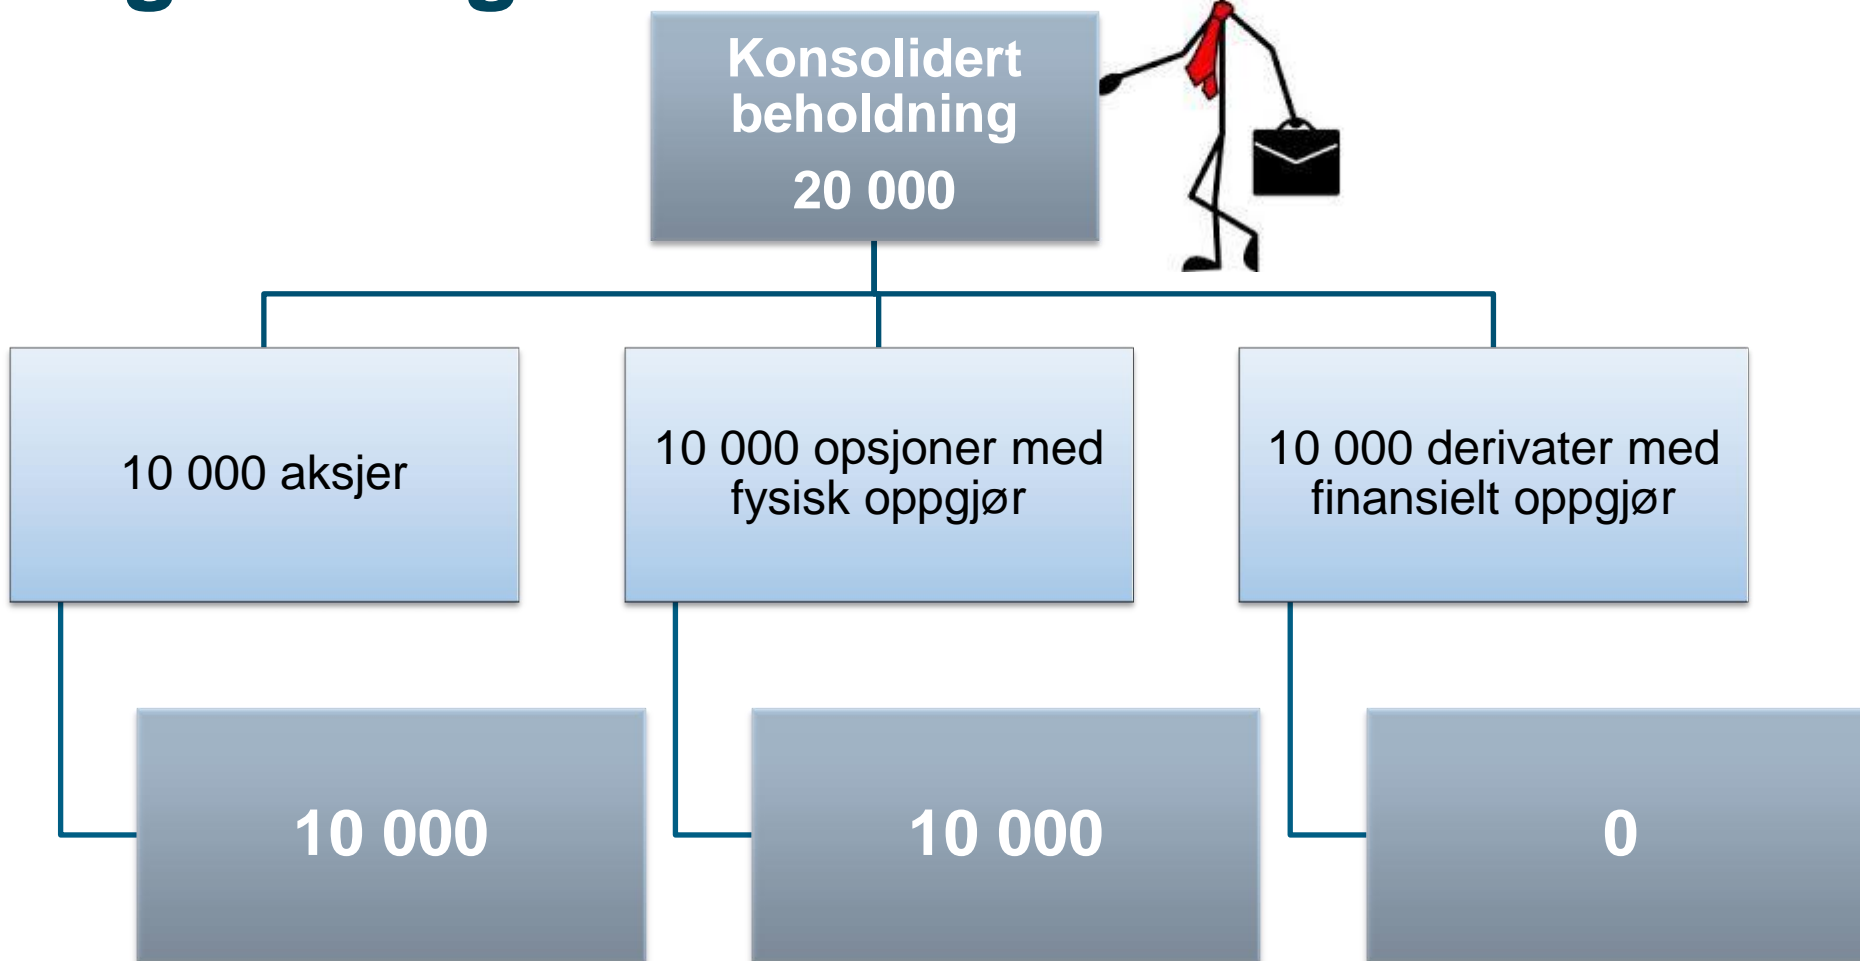 Konsolidert
beholdning
20 000
10 000 aksjer
10 000 opsjoner med
fysisk oppgjør
10 000 derivater med
finansielt oppgjør
10 000
10 000
0